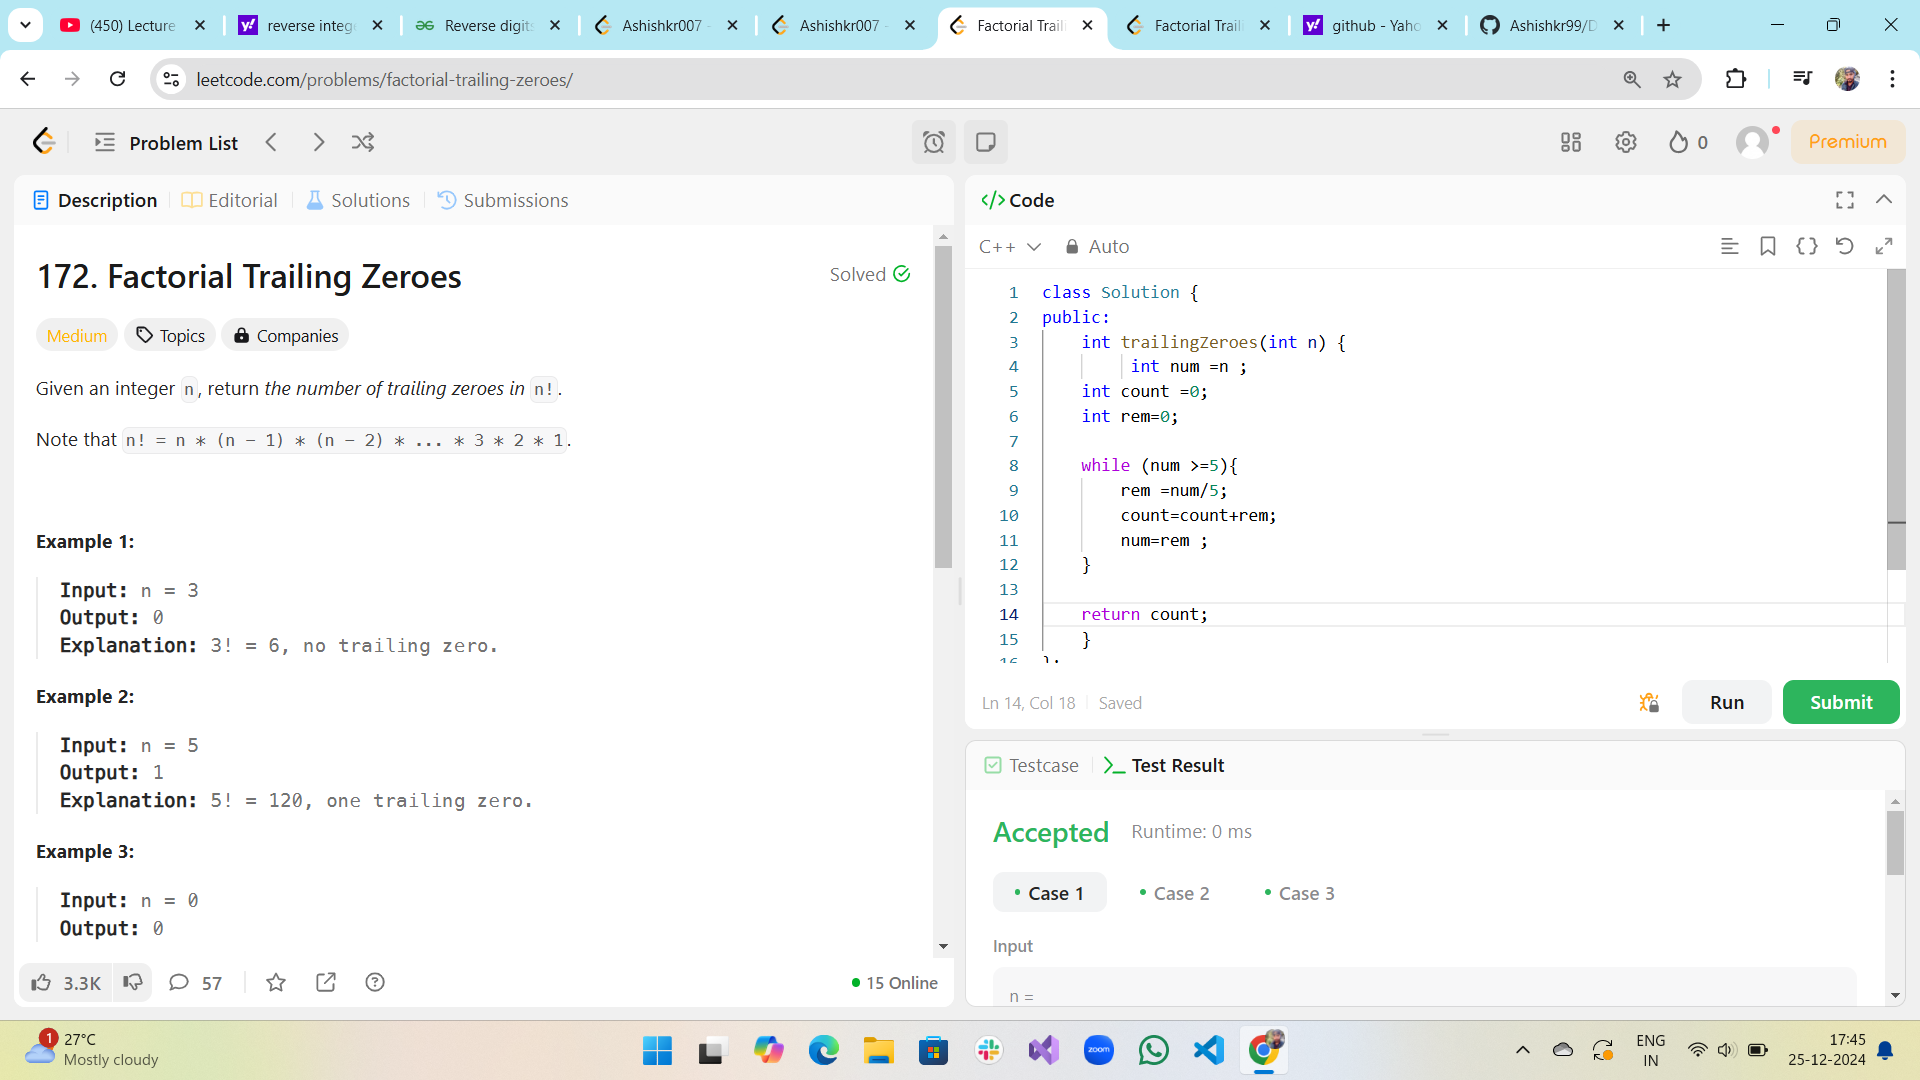 (450) Lecture
reverse intege
Reverse digits
Ashishkr007 -
Ashishkr007 -
Factorial Traili
Factorial Traili
github - Yaho
Ashishkr99/D
leetcode.com/problems/factorial-trailing-zeroes/
Problem List
0
Premium
Description
Editorial
Solutions
Submissions
172. Factorial Trailing Zeroes
Solved
Medium
Topics
Companies
Given an integer n, return the number of trailing zeroes in n!.
Note that n! = n * (n - 1) * (n - 2) * ... * 3 * 2 * 1.
Example 1:
Input: n = 3
Output: 0
Explanation: 3! = 6, no trailing zero.
Example 2:
Input: n = 5
Output: 1
Explanation: 5! = 120, one trailing zero.
Example 3:
Input: n = 0
Output: 0
3.3K
57
15 Online
</> Code
C++
Auto
1 class Solution {
2 public:
3 int trailingZeroes(int n) {
4 int num =n ;
5 int count =0;
6 int rem=0;
7
8 while (num >=5){
9 rem =num/5;
10 count=count+rem;
11 num=rem ;
12 }
13
14 return count;
15 }
16 };
Ln 14, Col 18
Saved
Run
Submit
Testcase
Test Result
Accepted
Runtime: 0 ms
Case 1
Case 2
Case 3
Input
n =
1
27°C
Mostly cloudy
zoom
ENG
IN
17:45
25-12-2024